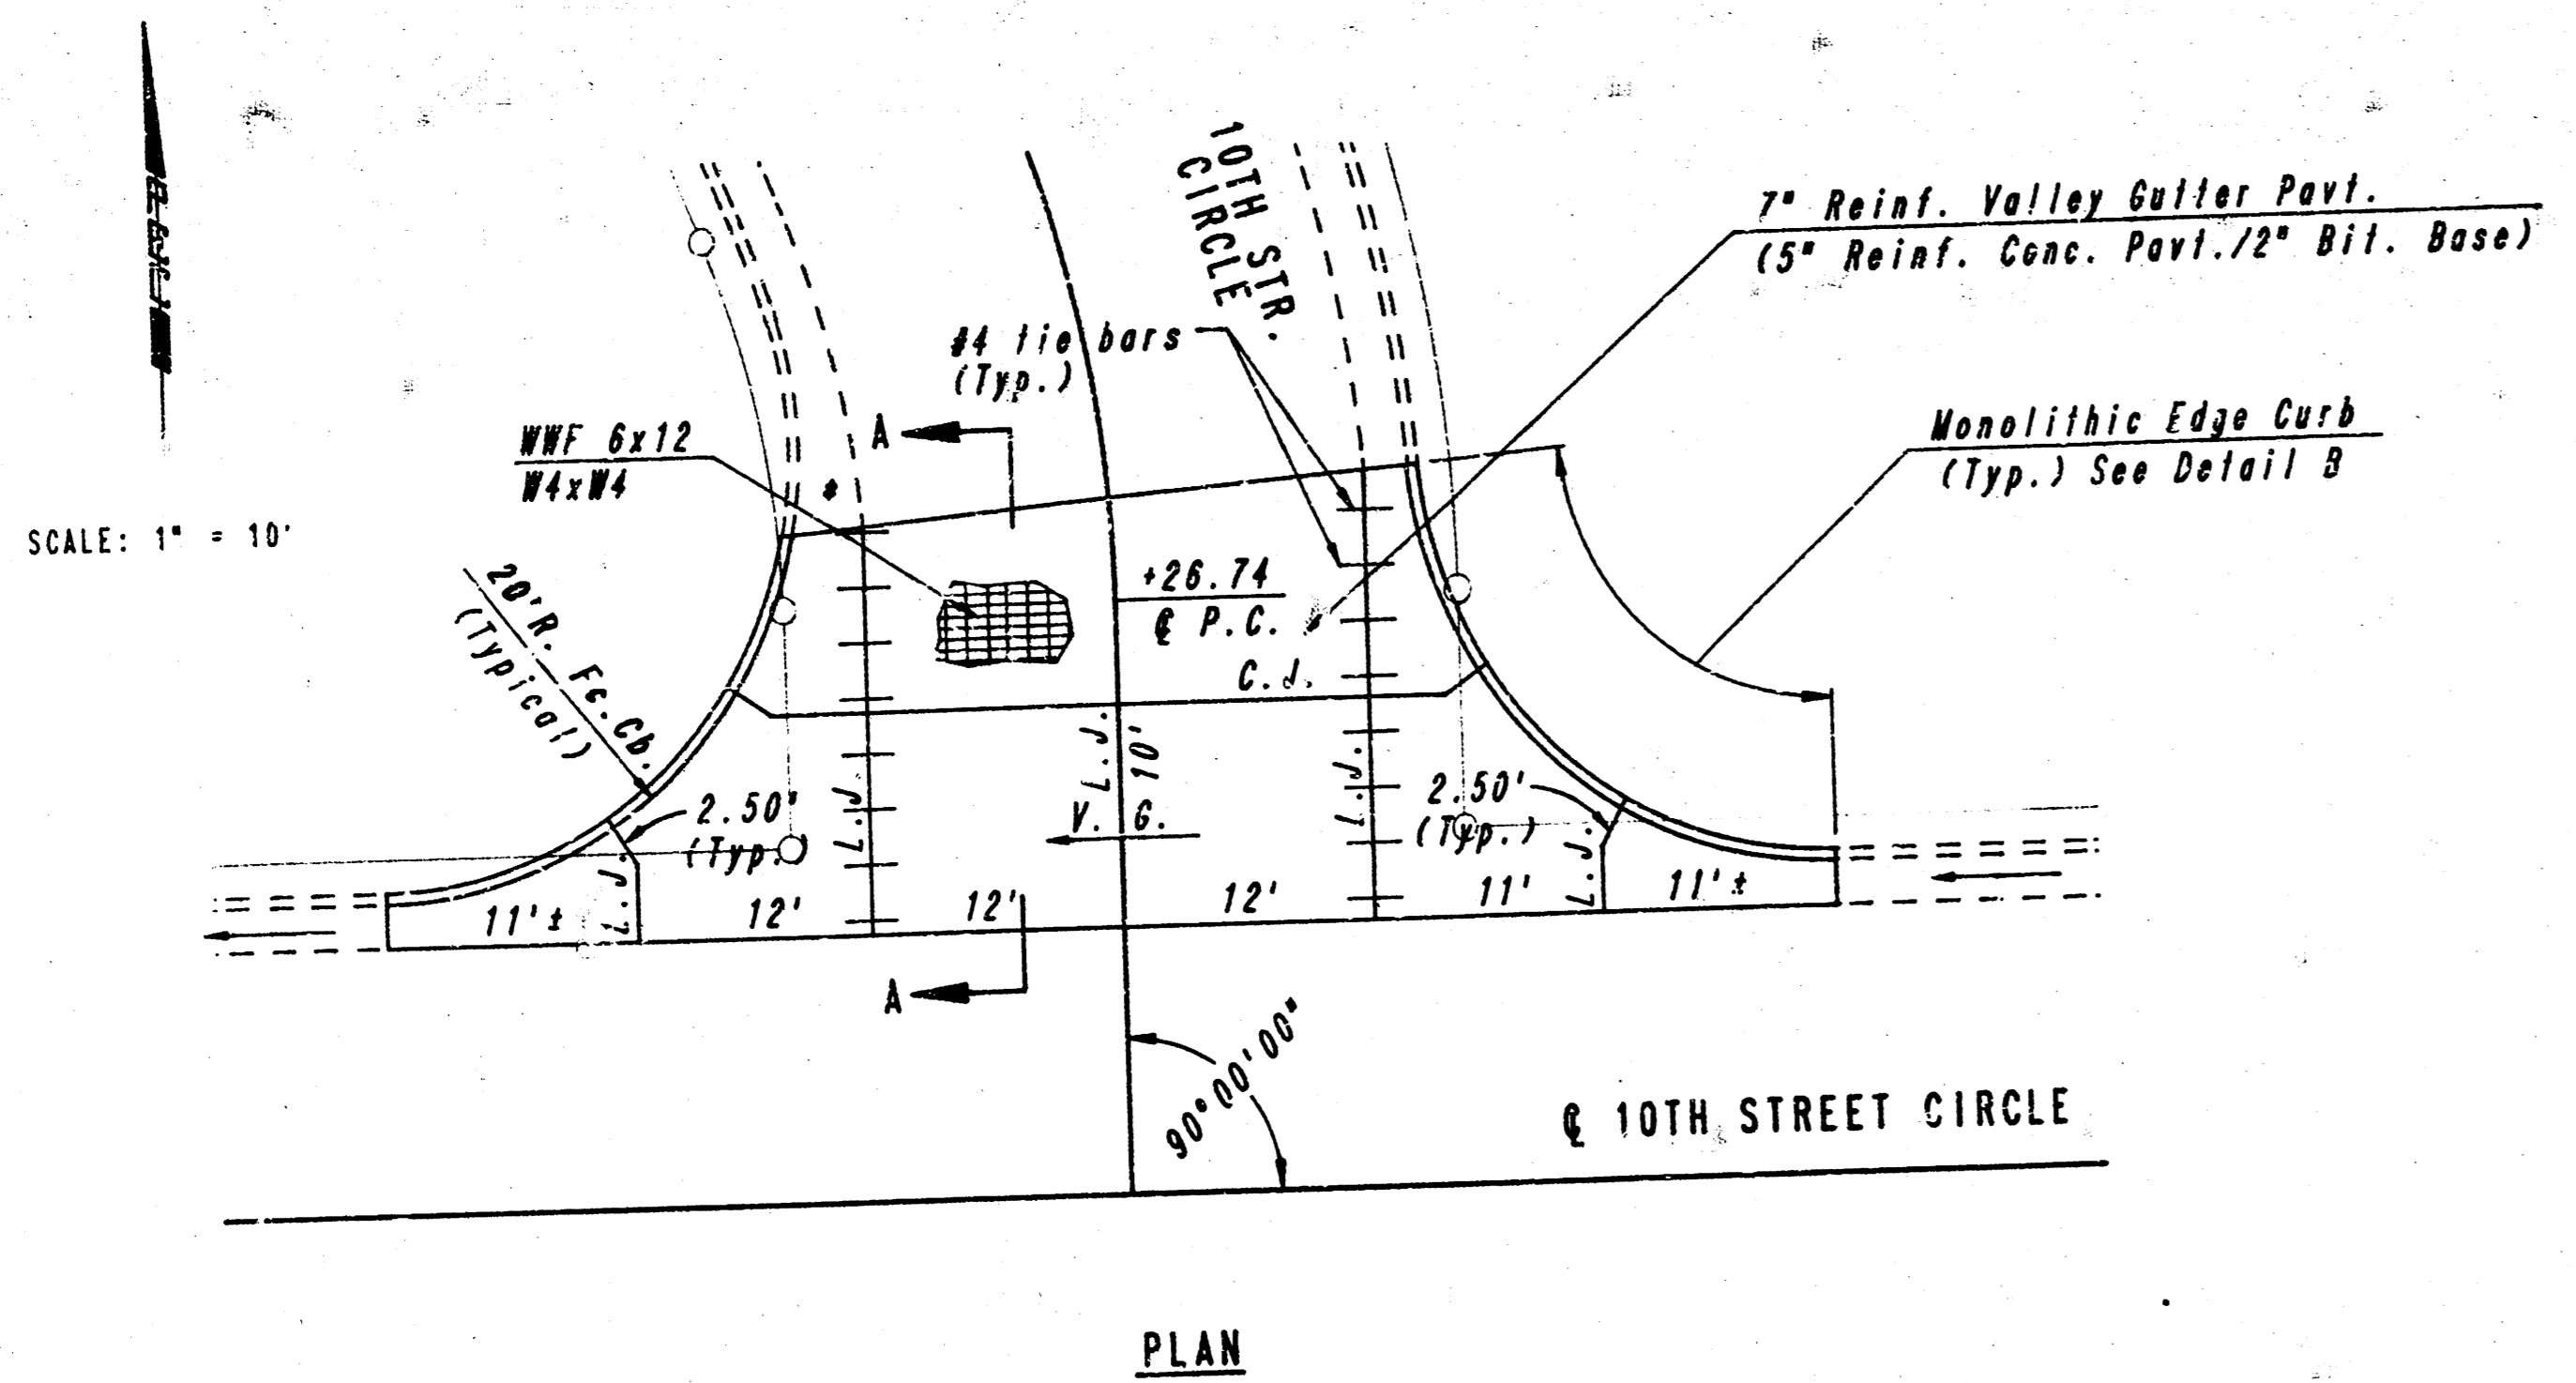 10TH STR.
CIRCLE
7" Reinf. Valley Gutter Pavt.
(5" Reinf. Conc. Pavt./2" Bit. Base)
#4 tie bars
(Typ.)
Monolithic Edge Curb
(Typ.) See Detail B
WWF 6x12
W4xW4
*
A
SCALE: 1" = 10'
20'R. Fc.Cb.
(Typical)
+26.74
℄ P.C.
C.J.
L.J.
10'
V. G.
2.50'
(Typ.)
L.J.
L.J.
2.50'
(Typ.)
11'±
L.J.
12'
12'
12'
11'
L.J.
11'±
A
90°00'00"
℄ 10TH STREET CIRCLE
PLAN